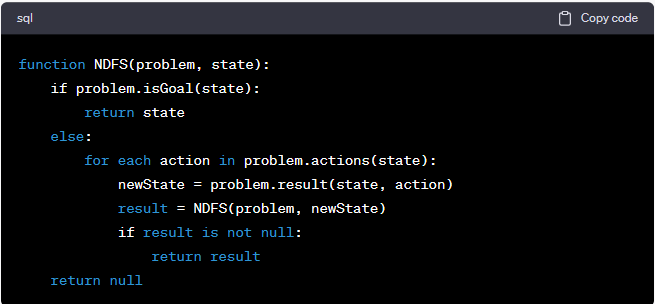 sql
Copy code
function NDFS(problem, state):
    if problem.isGoal(state):
        return state
    else:
        for each action in problem.actions(state):
            newState = problem.result(state, action)
            result = NDFS(problem, newState)
            if result is not null:
                return result
    return null